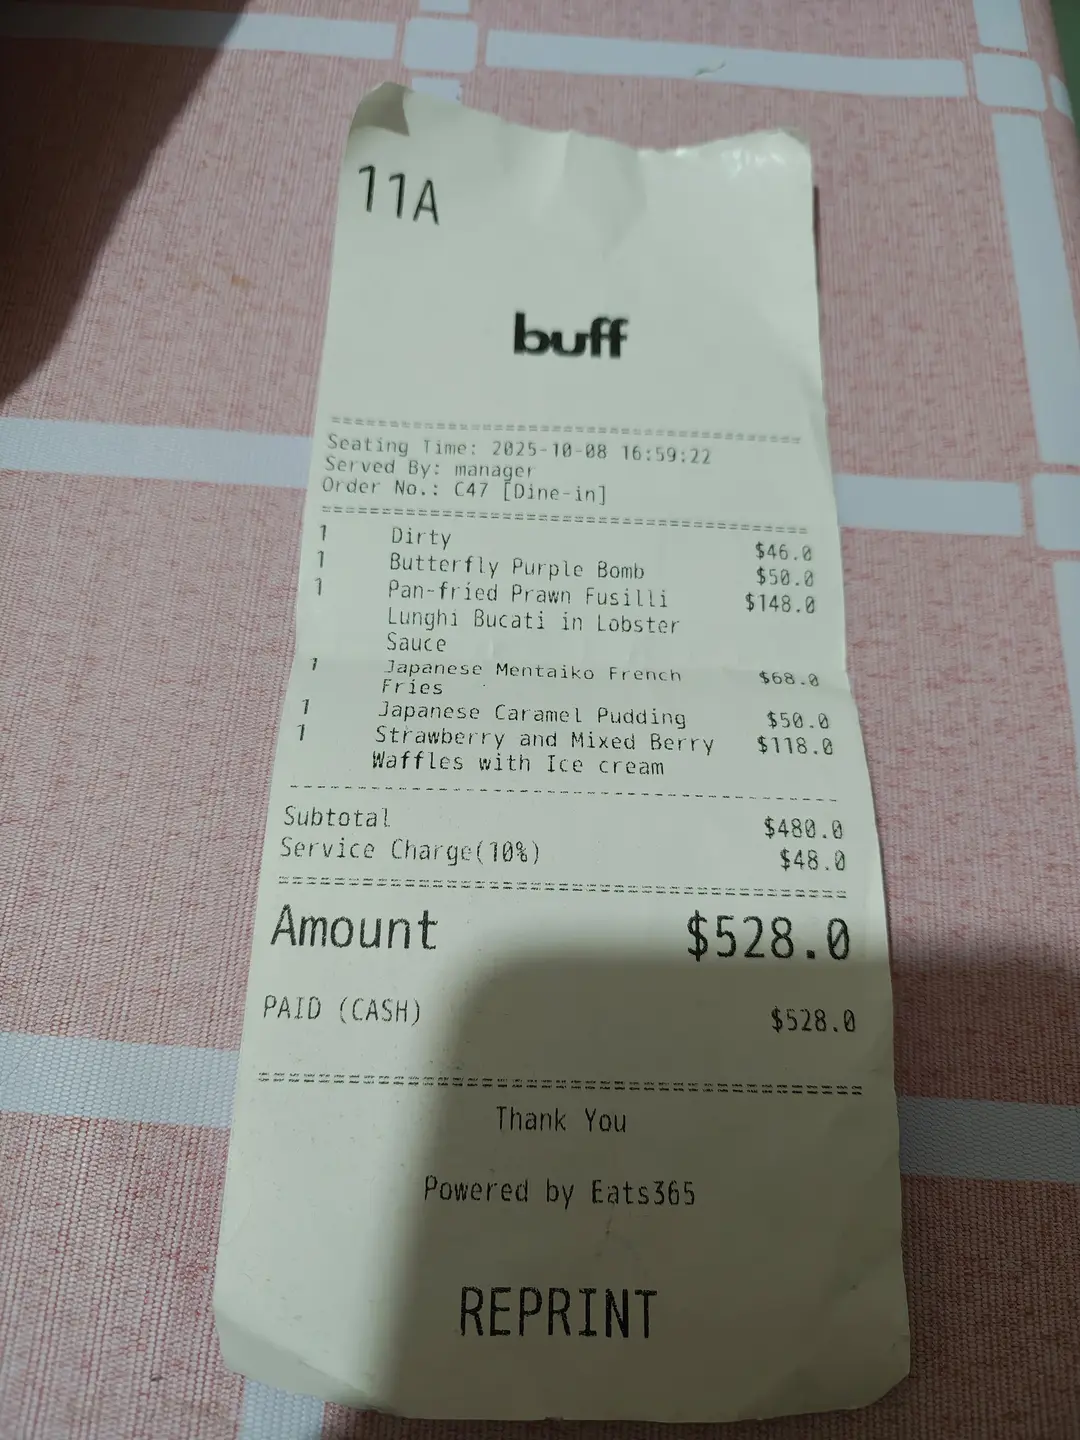 11A
buff
================================================
Seating Time: 2025-10-08 16:59:22
Served By: manager
Order No.: C47 [Dine-in]
================================================
1 Dirty $46.0
1 Butterfly Purple Bomb $50.0
1 Pan-fried Prawn Fusilli $148.0
Lunghi Bucati in Lobster
Sauce
1 Japanese Mentaiko French $68.0
Fries
1 Japanese Caramel Pudding $50.0
1 Strawberry and Mixed Berry $118.0
Waffles with Ice cream
------------------------------------------------
Subtotal $480.0
Service Charge(10%) $48.0
================================================
Amount $528.0
PAID (CASH) $528.0
================================================
Thank You
Powered by Eats365
REPRINT